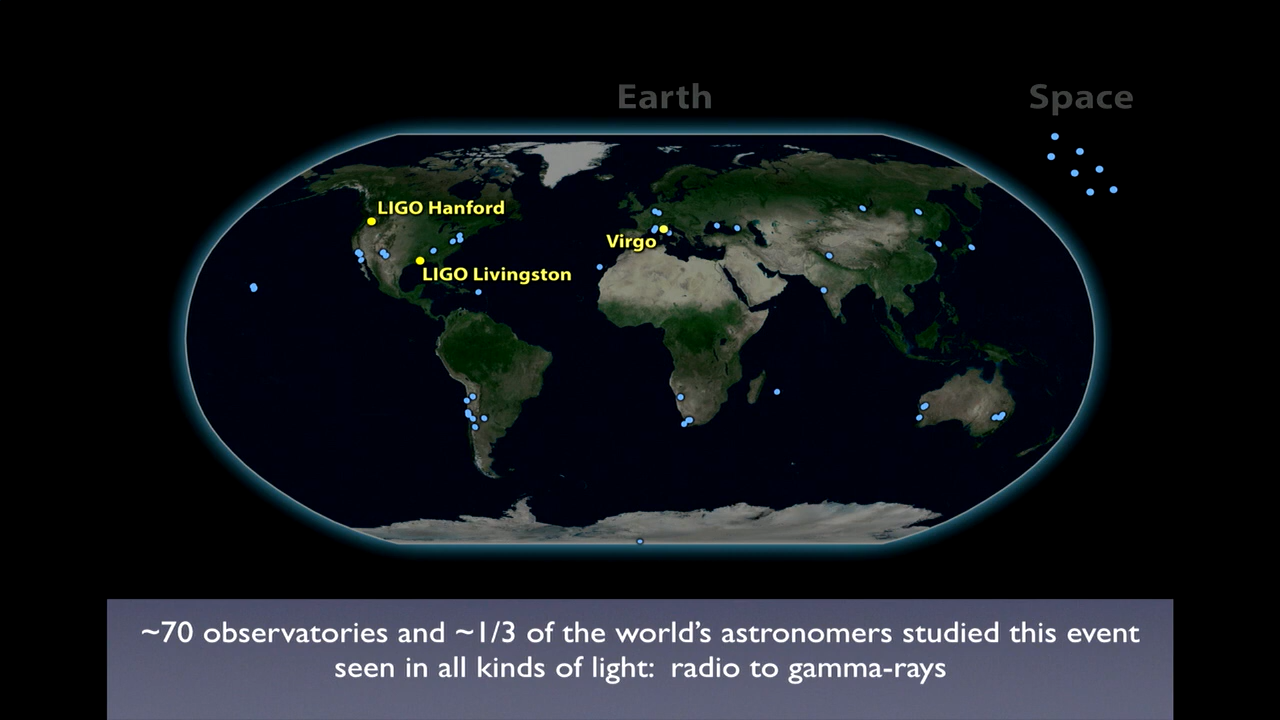 Earth
Space
LIGO Hanford
Virgo
LIGO Livingston
~70 observatories and ~1/3 of the world’s astronomers studied this event
seen in all kinds of light:  radio to gamma-rays